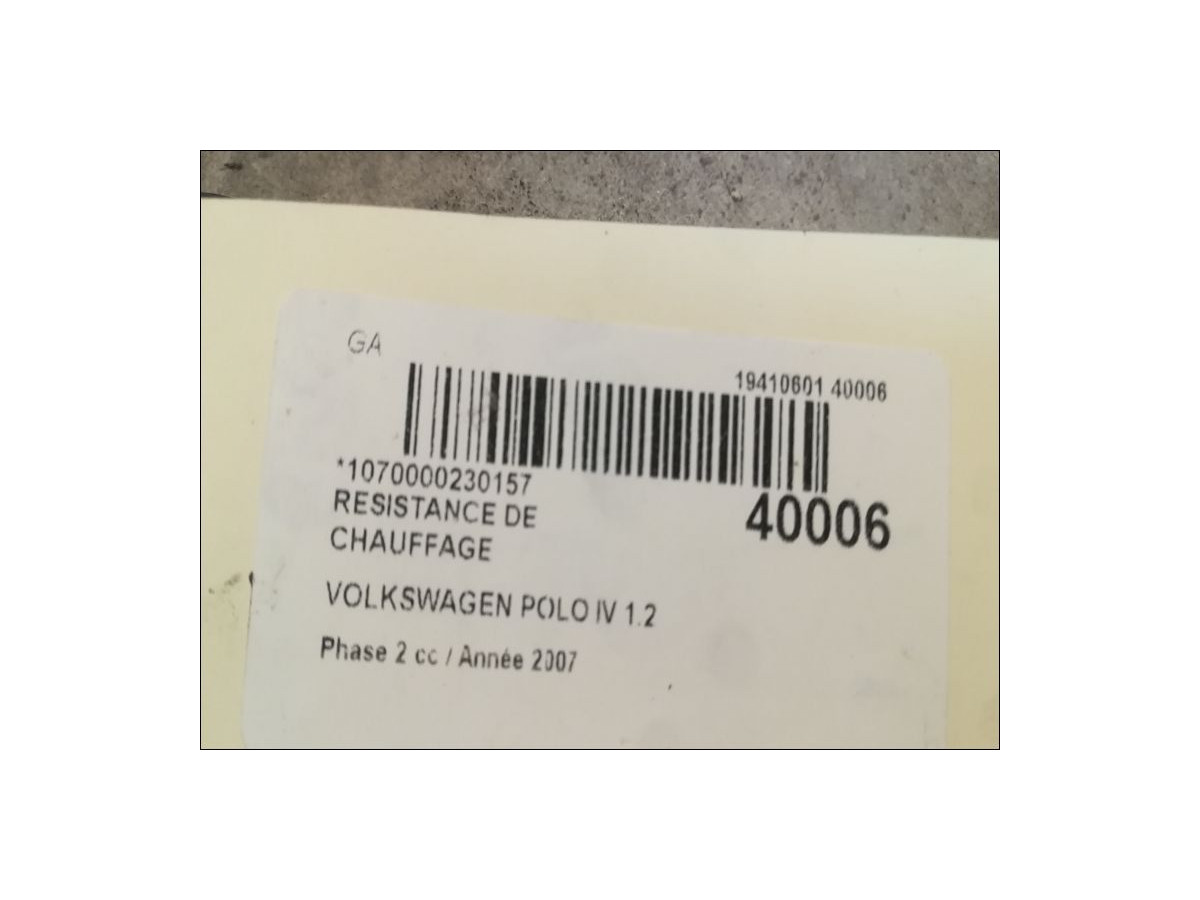 GA
19410601 40006
*1070000230157
40006
RESISTANCE DE
CHAUFFAGE
VOLKSWAGEN POLO IV 1.2
Phase 2 cc / Année 2007